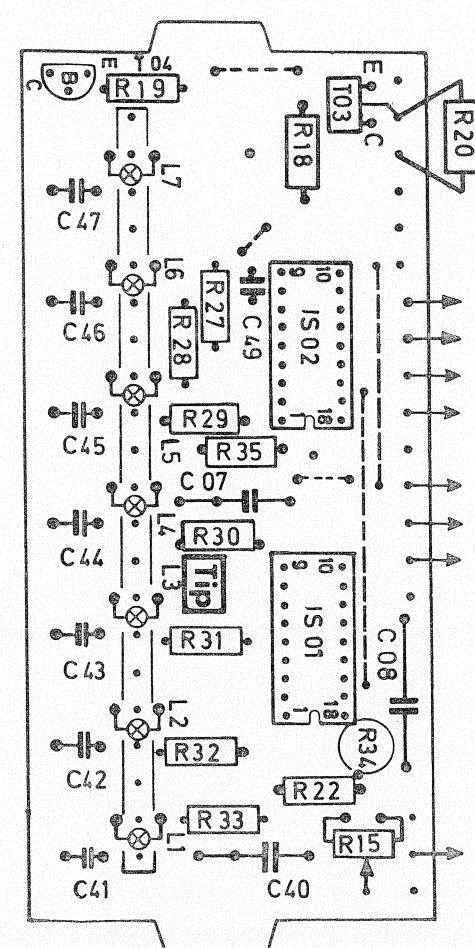 E T04
C
B
R19
E
T03
C
R20
R18
L7
C47
L6
9 10
R27
C49
IS02
C46
R28
1 18
R29
C45
L5
R35
C07
L4
R30
C44
L3
Tip
9 10
IS01
R31
C08
C43
L2
1 18
R34
R32
C42
R22
R33
R15
L1
C41
C40